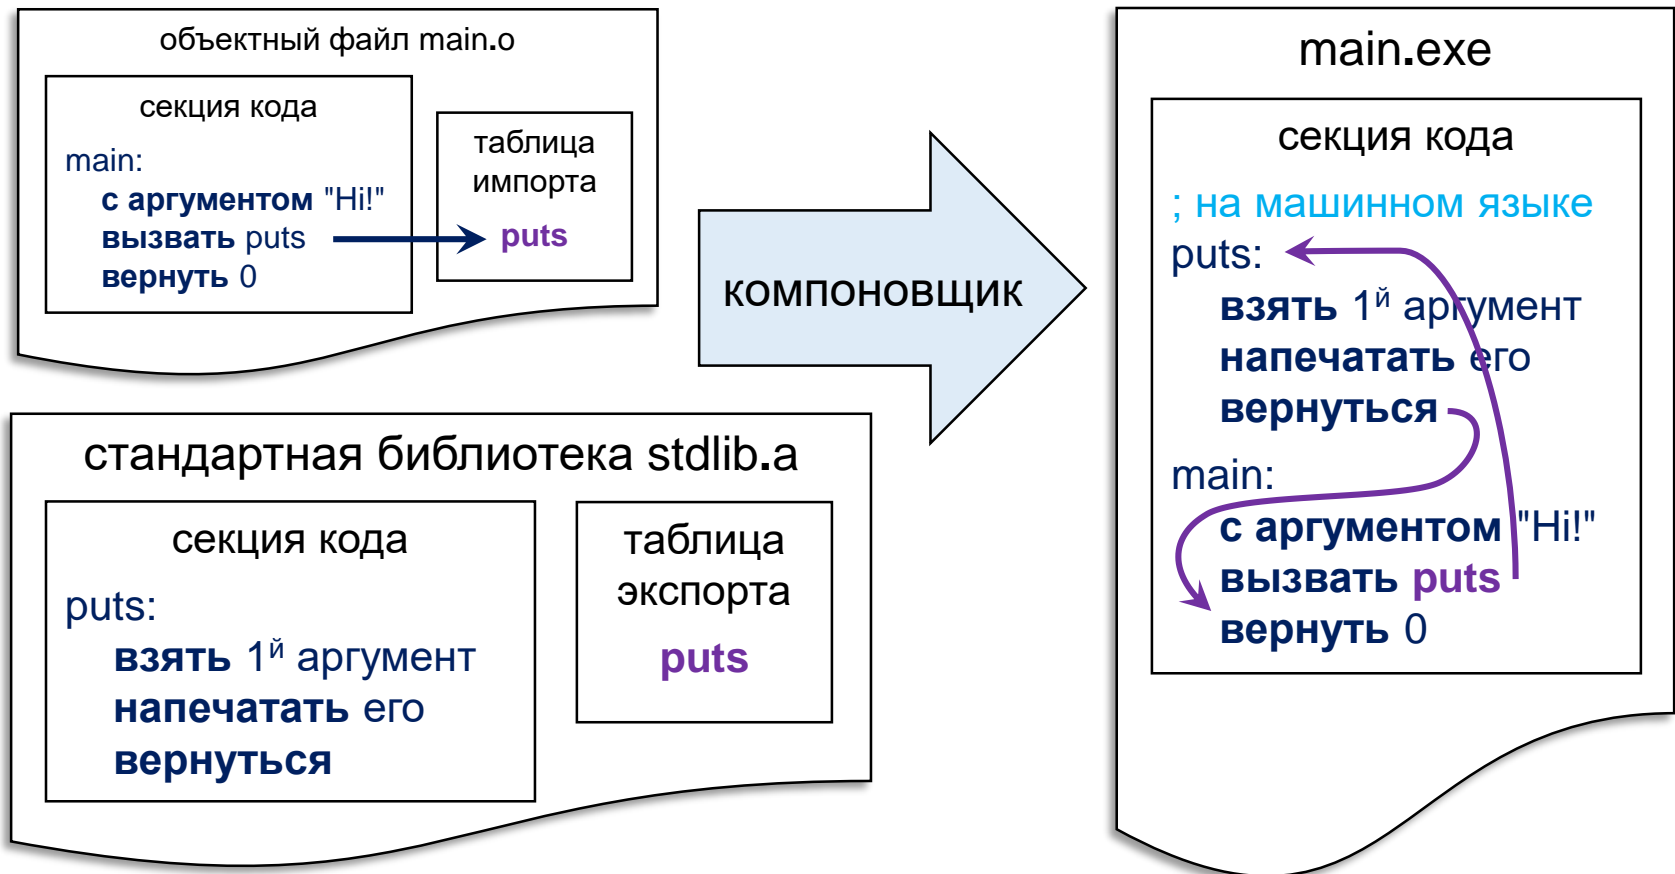 объектный файл main.o
секция кода
main:
с аргументом "Hi!"
вызвать puts
вернуть 0
таблица
импорта
puts
стандартная библиотека stdlib.a
секция кода
puts:
взять 1й аргумент
напечатать его
вернуться
таблица
экспорта
puts
компоновщик
main.exe
секция кода
; на машинном языке
puts:
взять 1й аргумент
напечатать его
вернуться
main:
с аргументом "Hi!"
вызвать puts
вернуть 0